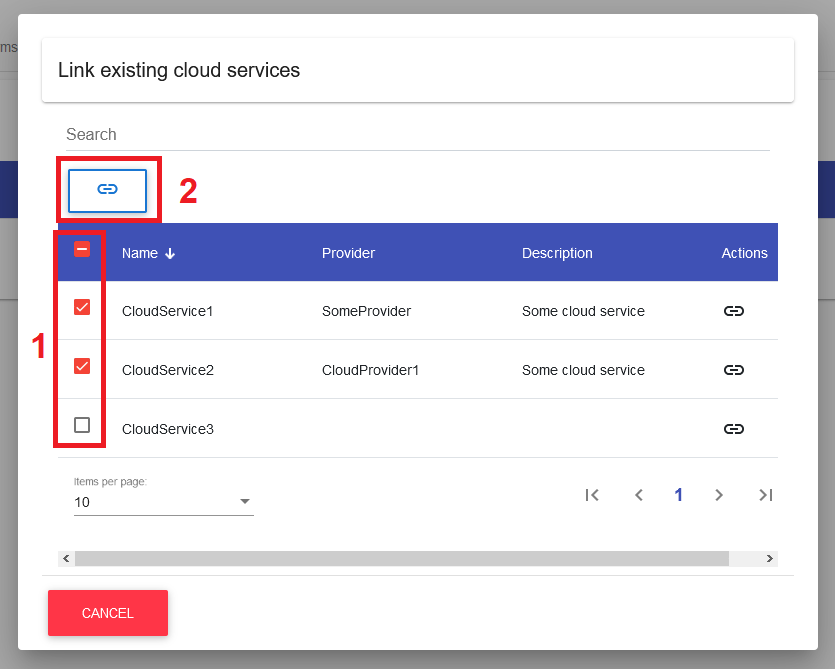 ms
Link existing cloud services
Search
2
Name Provider Description Actions
CloudService1 SomeProvider Some cloud service
1
CloudService2 CloudProvider1 Some cloud service
CloudService3
Items per page:
10
1
CANCEL